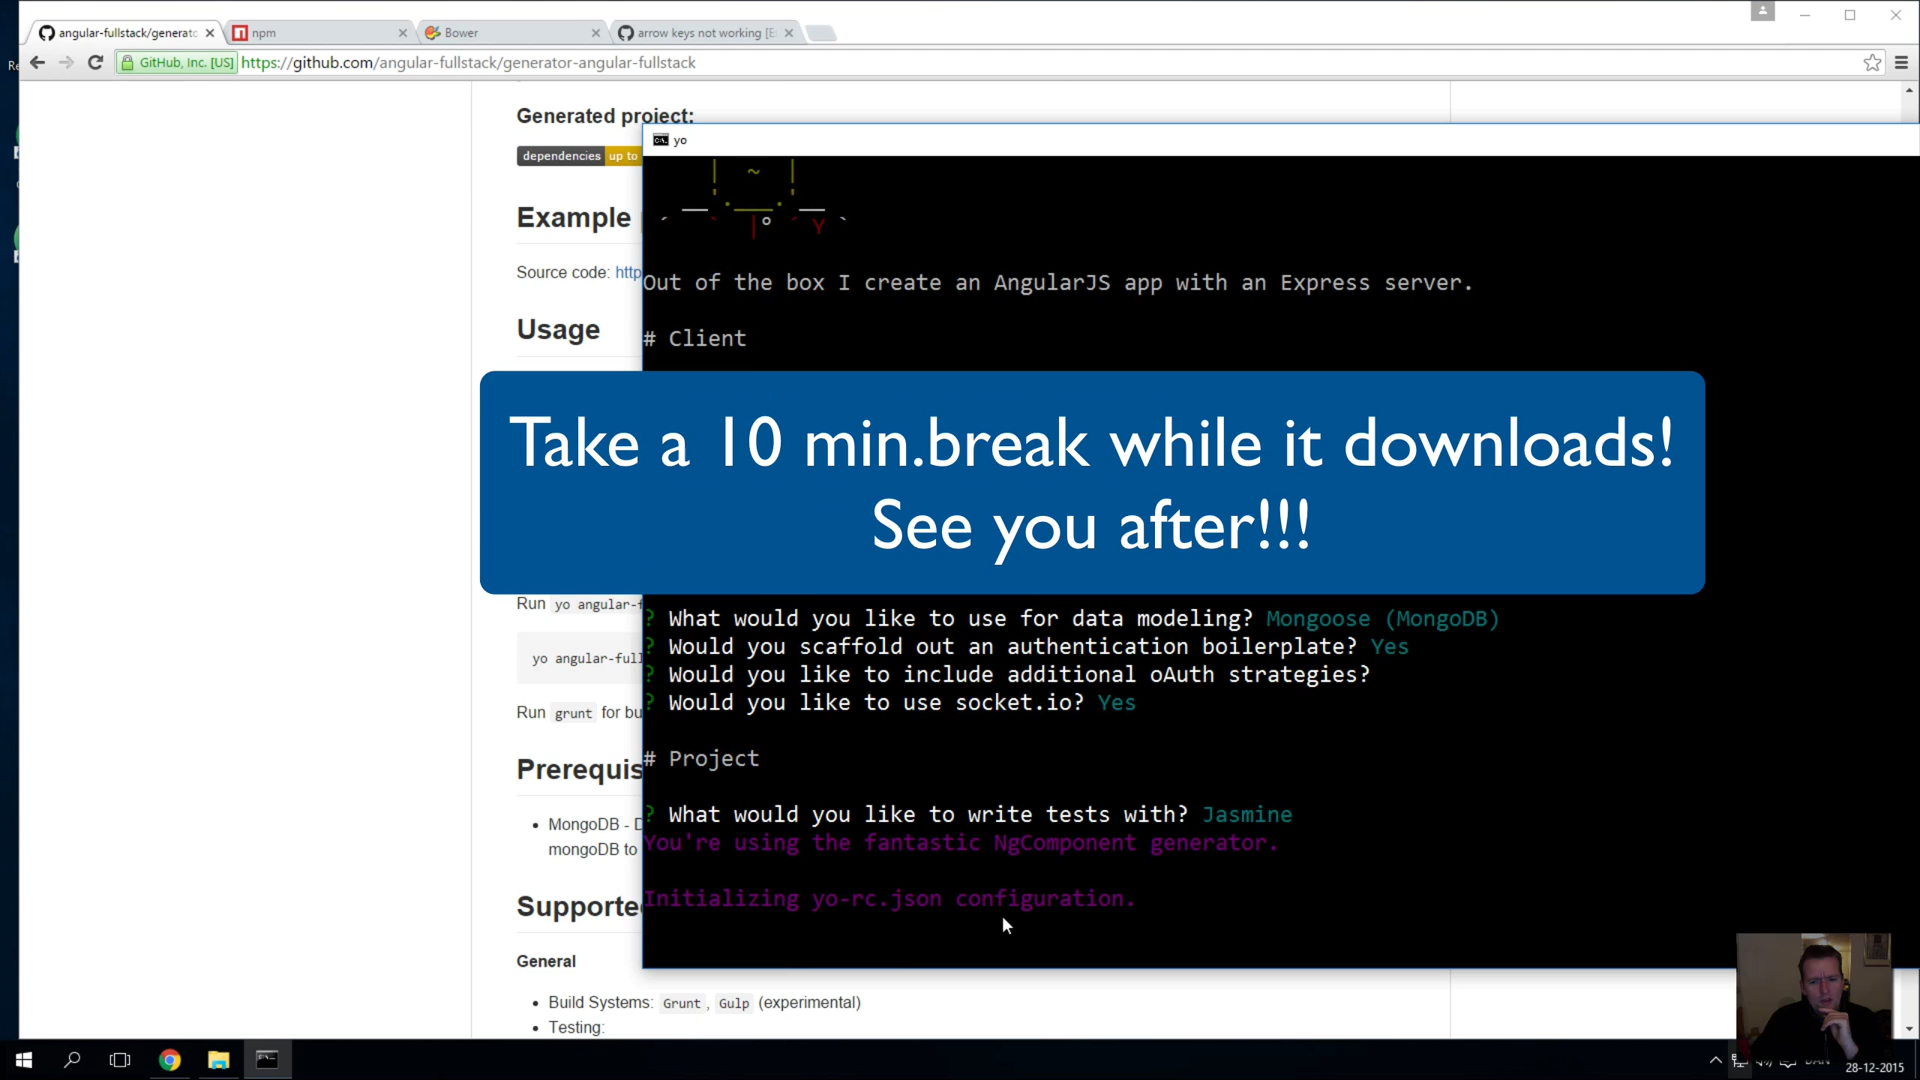 angular-fullstack/generato
npm
Bower
arrow keys not working [E
GitHub, Inc. [US]
https://github.com/angular-fullstack/generator-angular-fullstack
Generated project:
dependencies up to
yo
Example
Source code: http
Out of the box I create an AngularJS app with an Express server.
Usage
# Client
Take a 10 min.break while it downloads!
See you after!!!
Run yo angular-f
? What would you like to use for data modeling? Mongoose (MongoDB)
? Would you scaffold out an authentication boilerplate? Yes
yo angular-full
? Would you like to include additional oAuth strategies?
? Would you like to use socket.io? Yes
Run grunt for bu
# Project
Prerequis
? What would you like to write tests with? Jasmine
• MongoDB - D
You're using the fantastic NgComponent generator.
mongoDB to
Initializing yo-rc.json configuration.
Supporte
General
• Build Systems: Grunt, Gulp (experimental)
• Testing:
28-12-2015